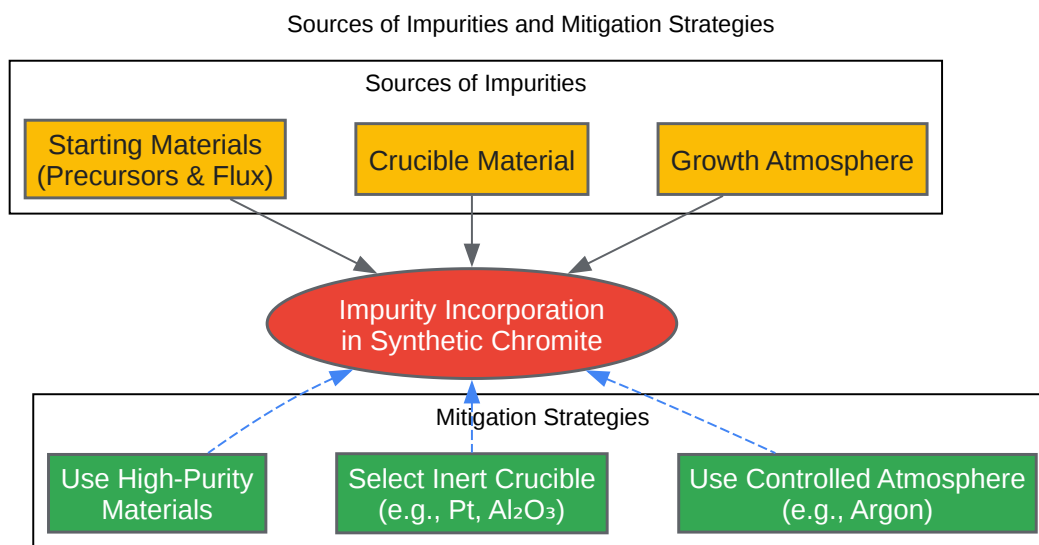 Sources of Impurities and Mitigation Strategies
Sources of Impurities
Starting Materials
(Precursors & Flux)
Crucible Material
Growth Atmosphere
Impurity Incorporation
in Synthetic Chromite
Mitigation Strategies
Use High-Purity
Materials
Select Inert Crucible
(e.g., Pt, Al₂O₃)
Use Controlled Atmosphere
(e.g., Argon)